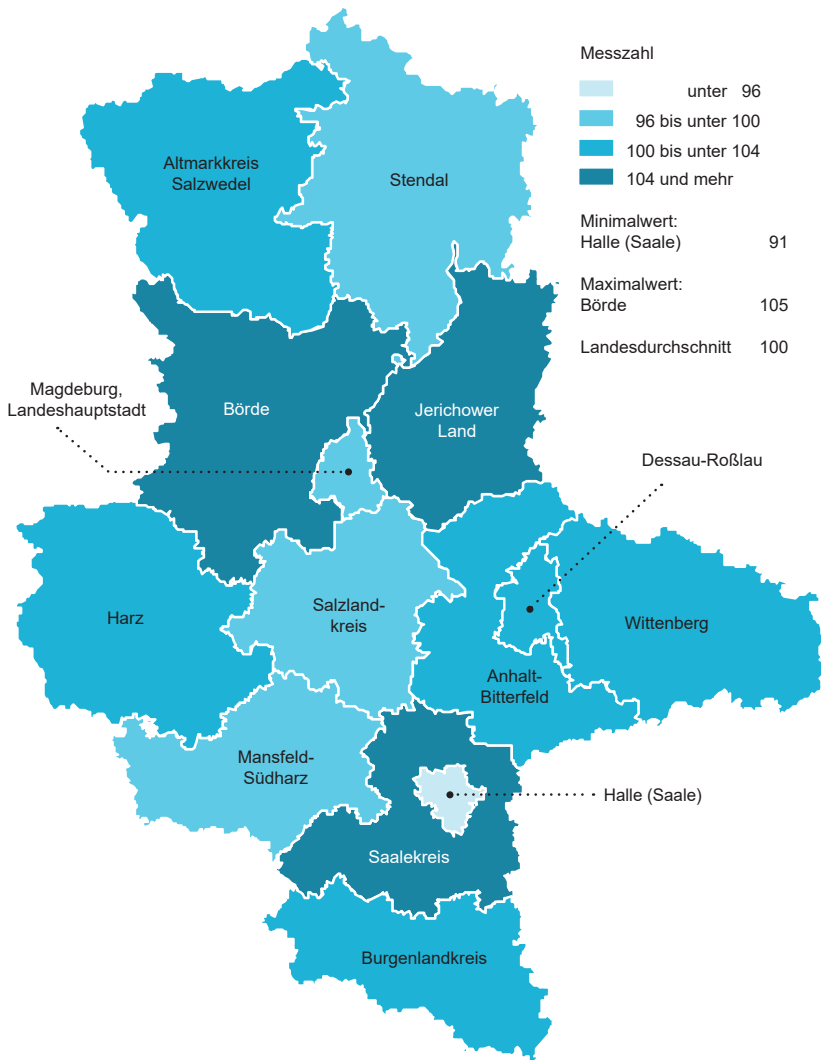 Messzahl
unter 96
96 bis unter 100
100 bis unter 104
104 und mehr
Minimalwert:
Halle (Saale) 91
Maximalwert:
Börde 105
Landesdurchschnitt 100
Altmarkkreis
Salzwedel
Stendal
Magdeburg,
Landeshauptstadt
Börde
Jerichower
Land
Dessau-Roßlau
Harz
Salzland-
kreis
Wittenberg
Anhalt-
Bitterfeld
Mansfeld-
Südharz
Halle (Saale)
Saalekreis
Burgenlandkreis